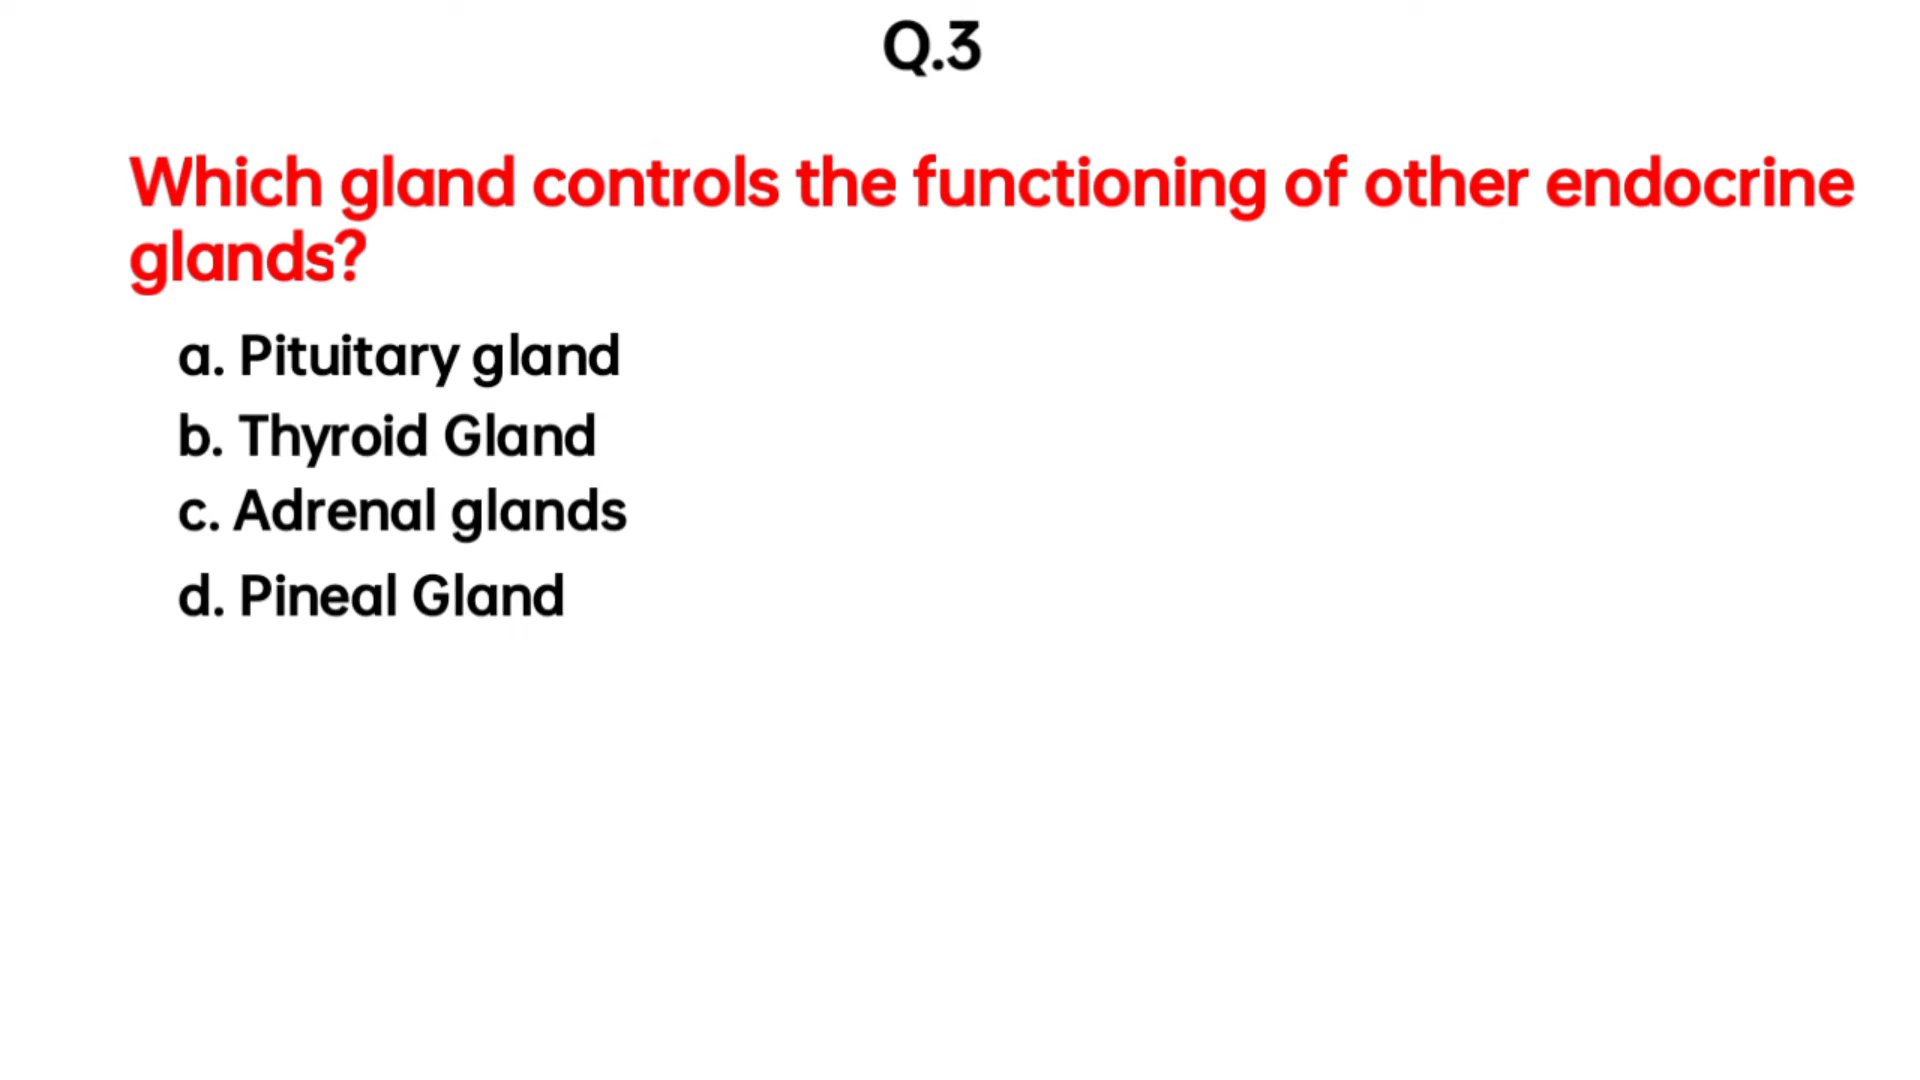 Q.3
Which gland controls the functioning of other endocrine
glands?
a. Pituitary gland
b. Thyroid Gland
c. Adrenal glands
d. Pineal Gland